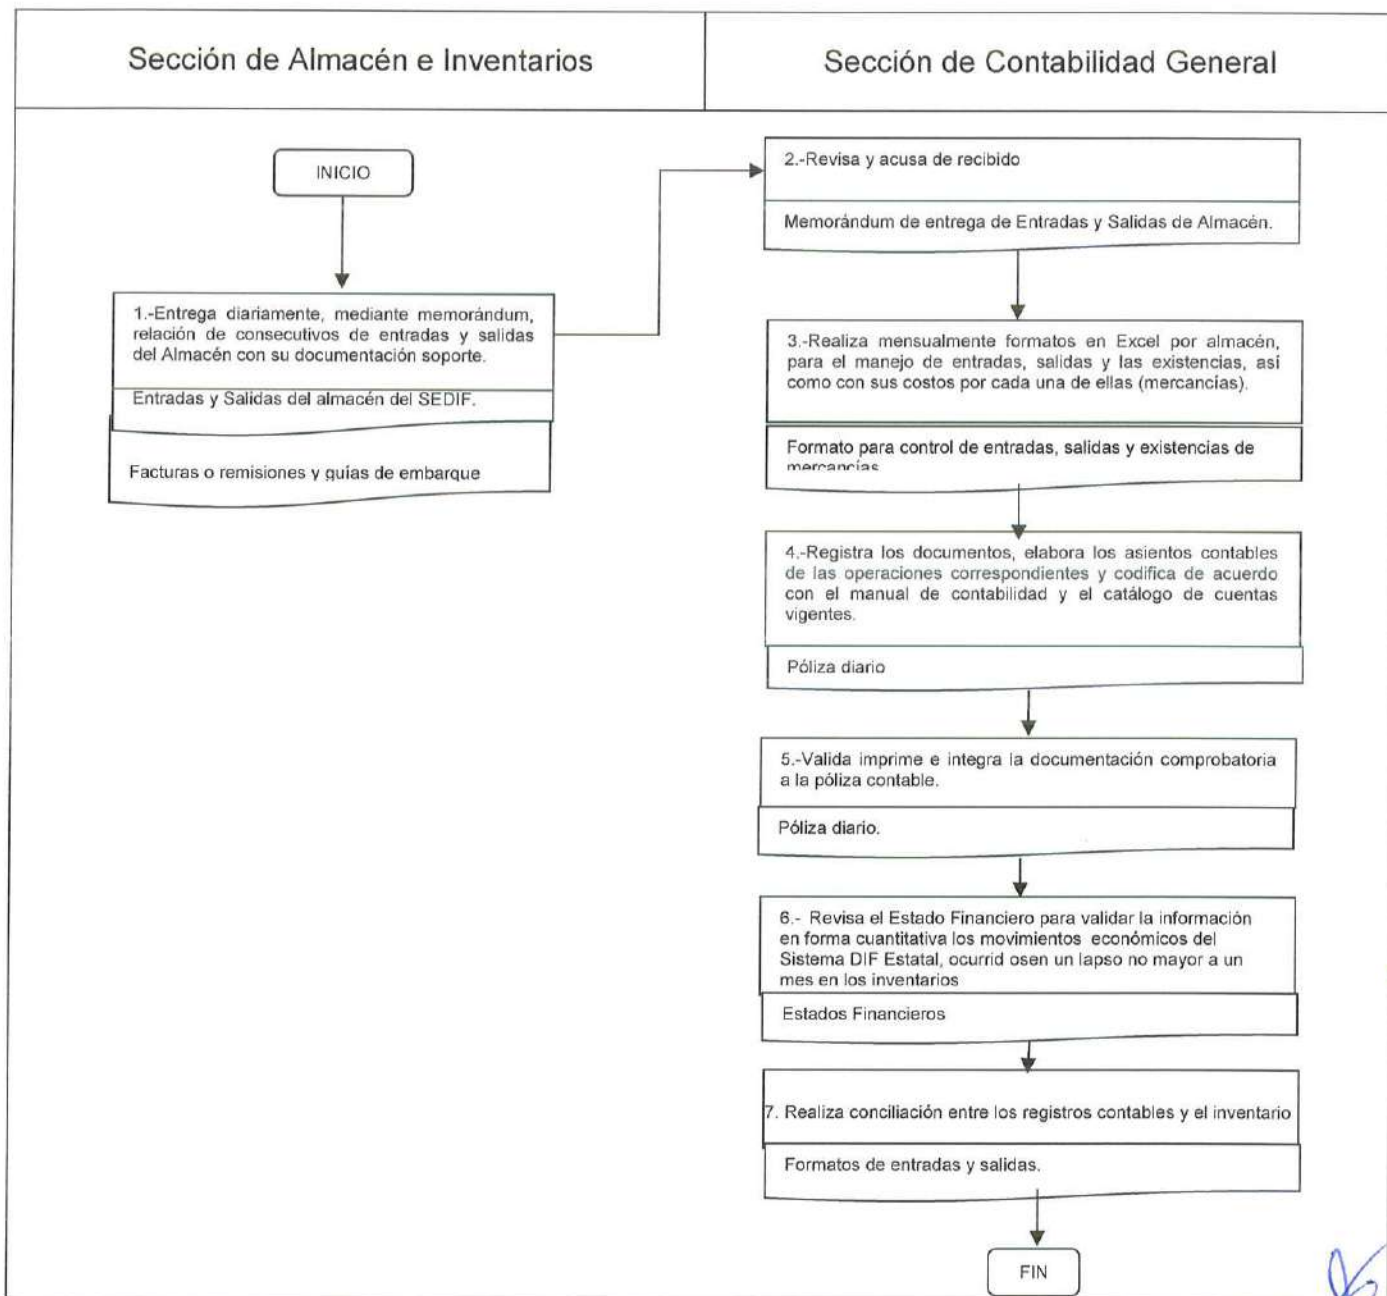 Sección de Almacén e Inventarios
Sección de Contabilidad General
INICIO
1.-Entrega diariamente, mediante memorándum,
relación de consecutivos de entradas y salidas
del Almacén con su documentación soporte.
Entradas y Salidas del almacén del SEDIF.
Facturas o remisiones y guías de embarque
2.-Revisa y acusa de recibido
Memorándum de entrega de Entradas y Salidas de Almacén.
3.-Realiza mensualmente formatos en Excel por almacén,
para el manejo de entradas, salidas y las existencias, así
como con sus costos por cada una de ellas (mercancías).
Formato para control de entradas, salidas y existencias de
mercancías
4.-Registra los documentos, elabora los asientos contables
de las operaciones correspondientes y codifica de acuerdo
con el manual de contabilidad y el catálogo de cuentas
vigentes.
Póliza diario
5.-Valida imprime e integra la documentación comprobatoria
a la póliza contable.
Póliza diario.
6.- Revisa el Estado Financiero para validar la información
en forma cuantitativa los movimientos económicos del
Sistema DIF Estatal, ocurrid osen un lapso no mayor a un
mes en los inventarios
Estados Financieros
7. Realiza conciliación entre los registros contables y el inventario
Formatos de entradas y salidas.
FIN